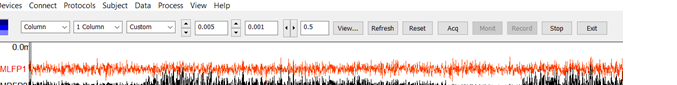 Devices Connect Protocols Subject Data Process View Help
Column 1 Column Custom 0.005 0.001 0.5 View... Refresh Reset Acq Monit Record Stop Exit
0.0m
MLFP1